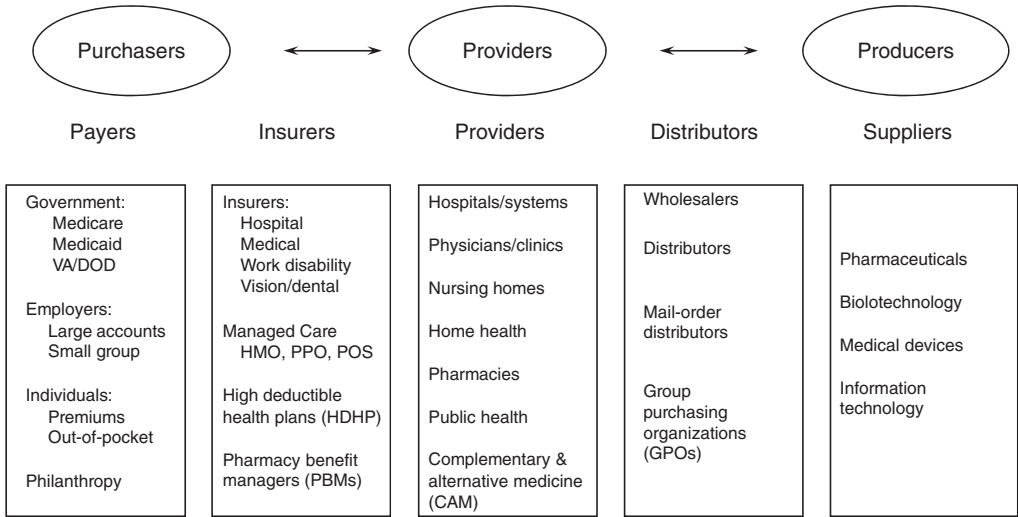 Purchasers
Providers
Producers
Payers
Insurers
Providers
Distributors
Suppliers
Government:
Medicare
Medicaid
VA/DOD
Employers:
Large accounts
Small group
Individuals:
Premiums
Out-of-pocket
Philanthropy
Insurers:
Hospital
Medical
Work disability
Vision/dental
Managed Care
HMO, PPO, POS
High deductible
health plans (HDHP)
Pharmacy benefit
managers (PBMs)
Hospitals/systems
Physicians/clinics
Nursing homes
Home health
Pharmacies
Public health
Complementary &
alternative medicine
(CAM)
Wholesalers
Distributors
Mail-order
distributors
Group
purchasing
organizations
(GPOs)
Pharmaceuticals
Biolotechnology
Medical devices
Information
technology